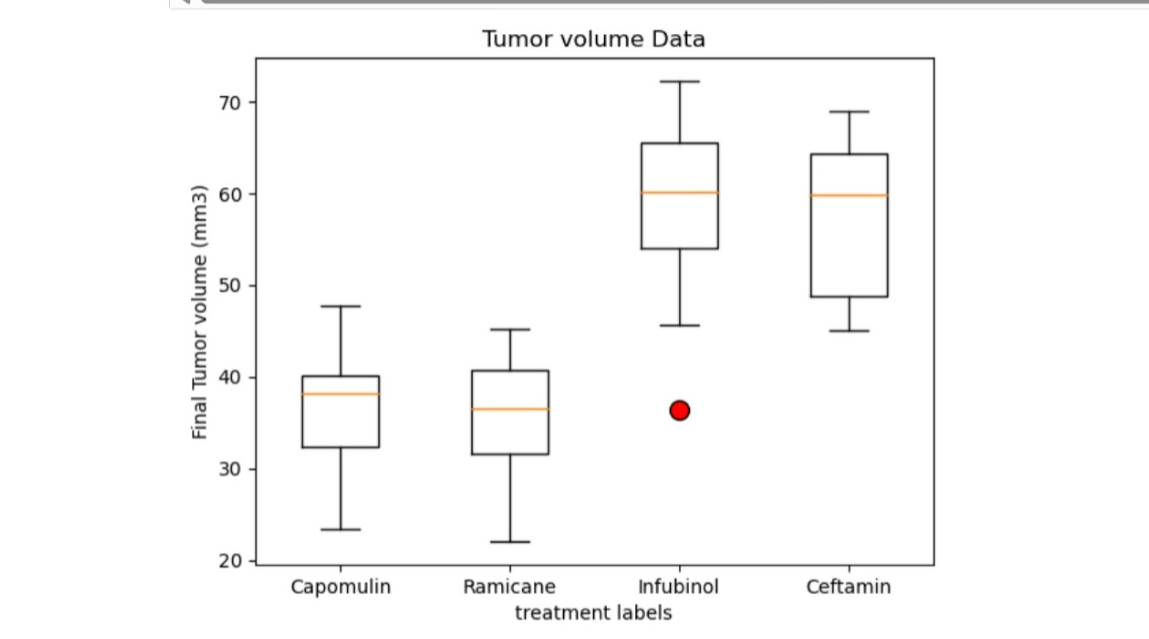 Tumor volume Data
Final Tumor volume (mm3)
70
60
50
40
30
20
Capomulin Ramicane Infubinol Ceftamin
treatment labels